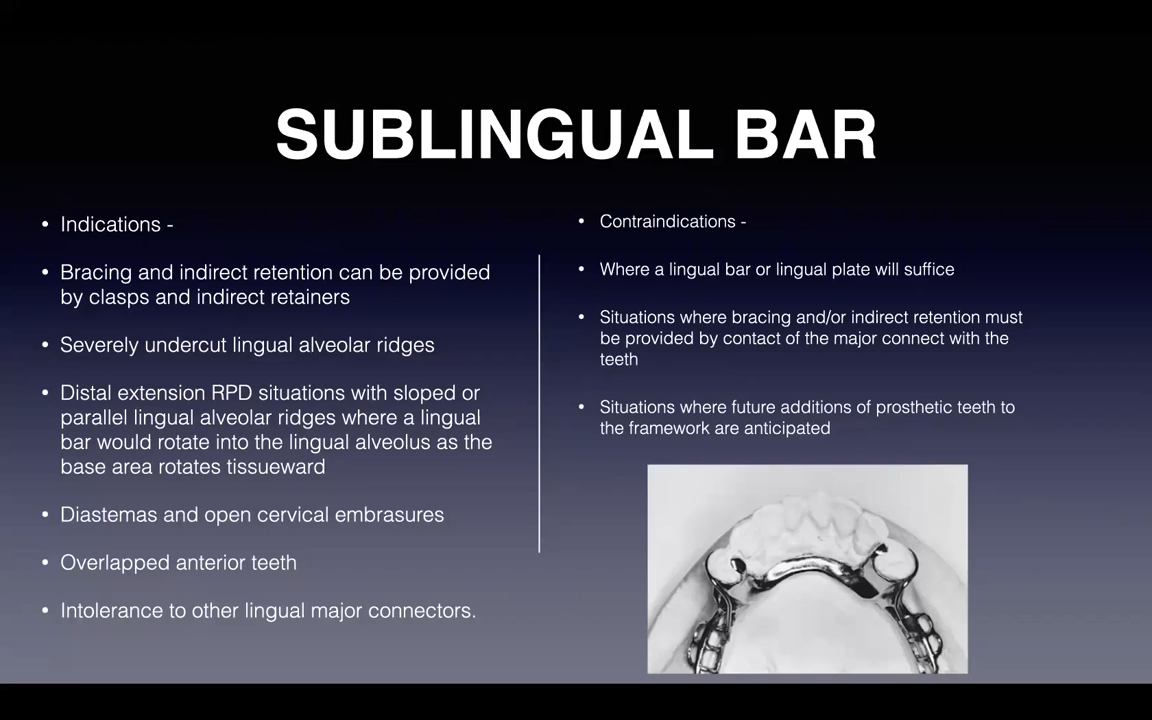 SUBLINGUAL BAR
• Indications -
• Bracing and indirect retention can be provided
by clasps and indirect retainers
• Severely undercut lingual alveolar ridges
• Distal extension RPD situations with sloped or
parallel lingual alveolar ridges where a lingual
bar would rotate into the lingual alveolus as the
base area rotates tissueward
• Diastemas and open cervical embrasures
• Overlapped anterior teeth
• Intolerance to other lingual major connectors.
• Contraindications -
• Where a lingual bar or lingual plate will suffice
• Situations where bracing and/or indirect retention must
be provided by contact of the major connect with the
teeth
• Situations where future additions of prosthetic teeth to
the framework are anticipated